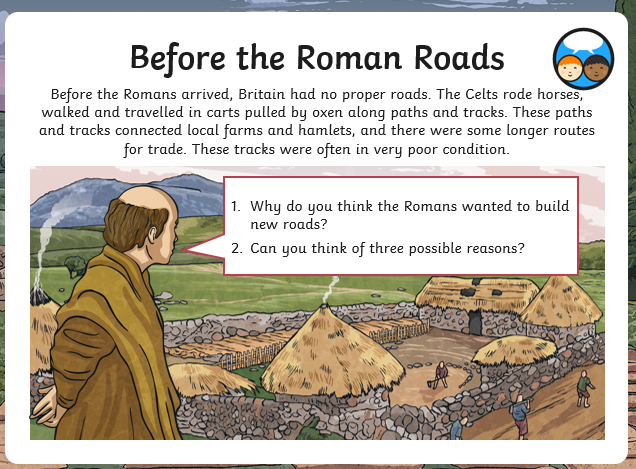 Before the Roman Roads
Before the Romans arrived, Britain had no proper roads. The Celts rode horses,
walked and travelled in carts pulled by oxen along paths and tracks. These paths
and tracks connected local farms and hamlets, and there were some longer routes
for trade. These tracks were often in very poor condition.
1. Why do you think the Romans wanted to build
new roads?
2. Can you think of three possible reasons?